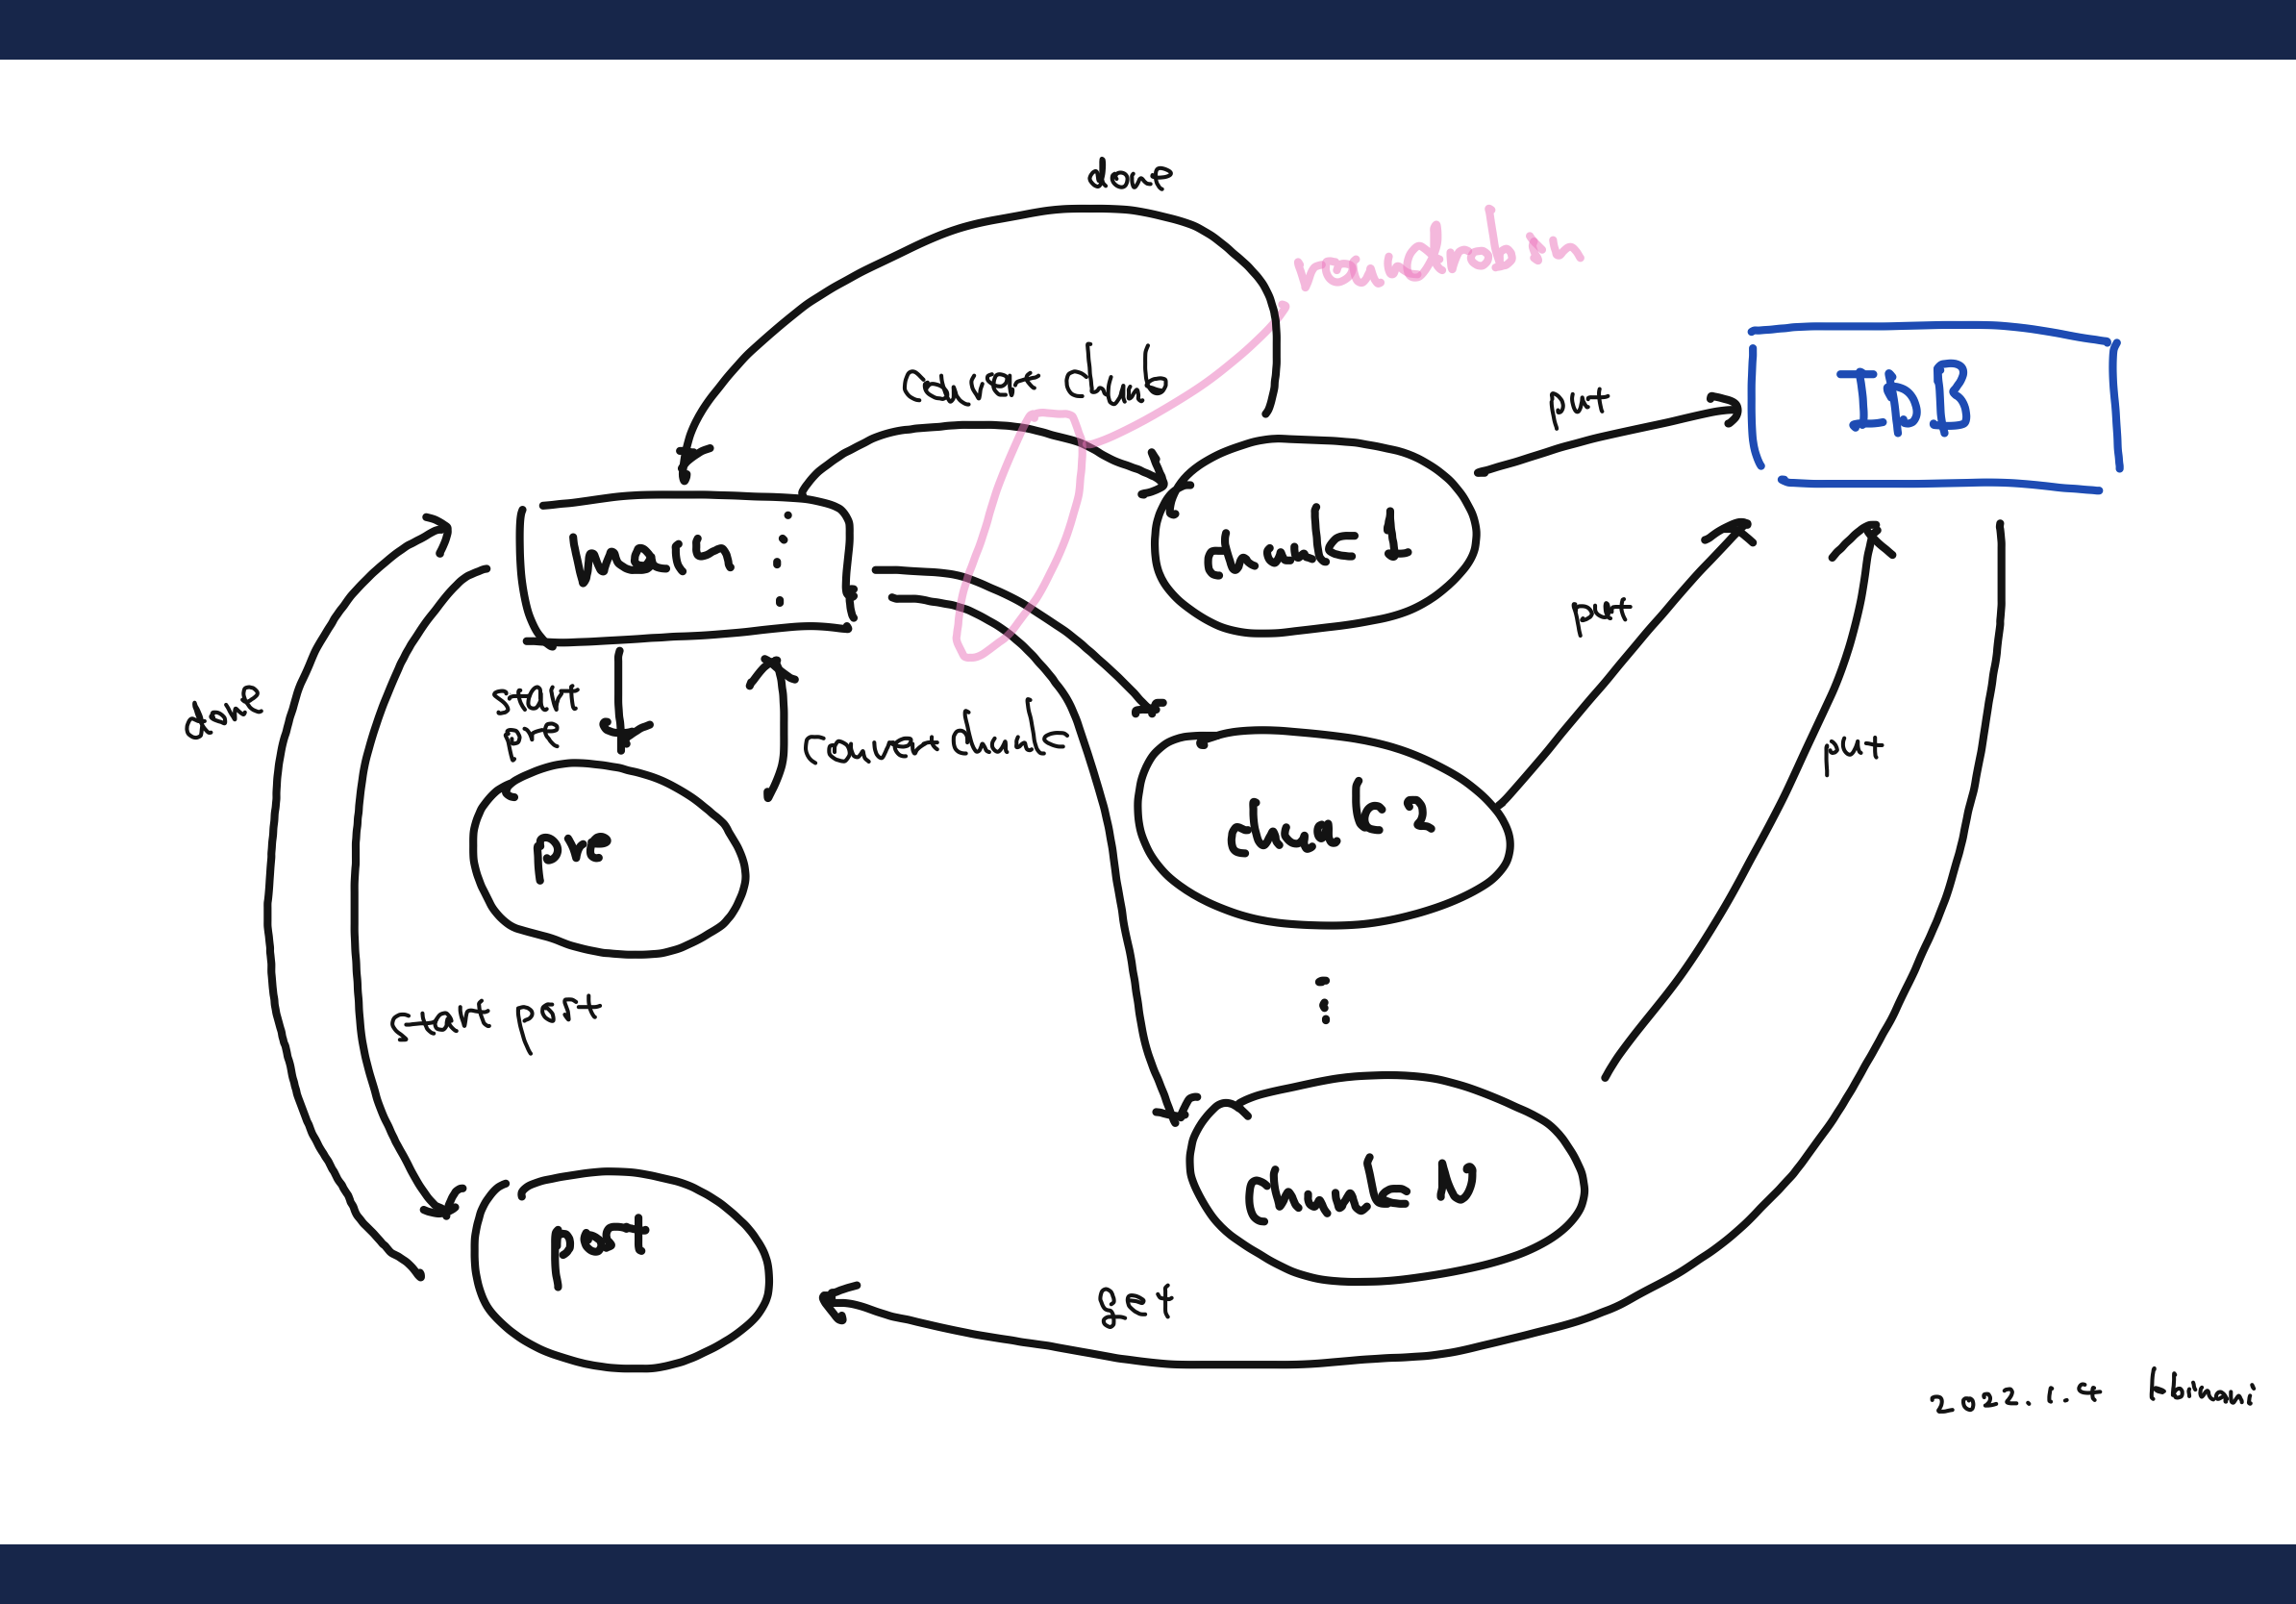 done
roundrobin
convert chunk
put
IDB
main
chunk 1
put
start
pre
done
convert chunk
put
pre
chunk 2
start post
chunk N
post
get
2022.1.4 kbinani